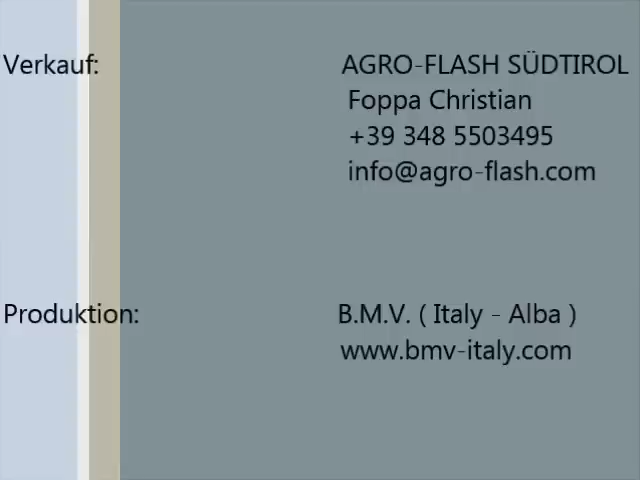 Verkauf: AGRO-FLASH SÜDTIROL
Foppa Christian
+39 348 5503495
info@agro-flash.com
Produktion: B.M.V. ( Italy - Alba )
www.bmv-italy.com